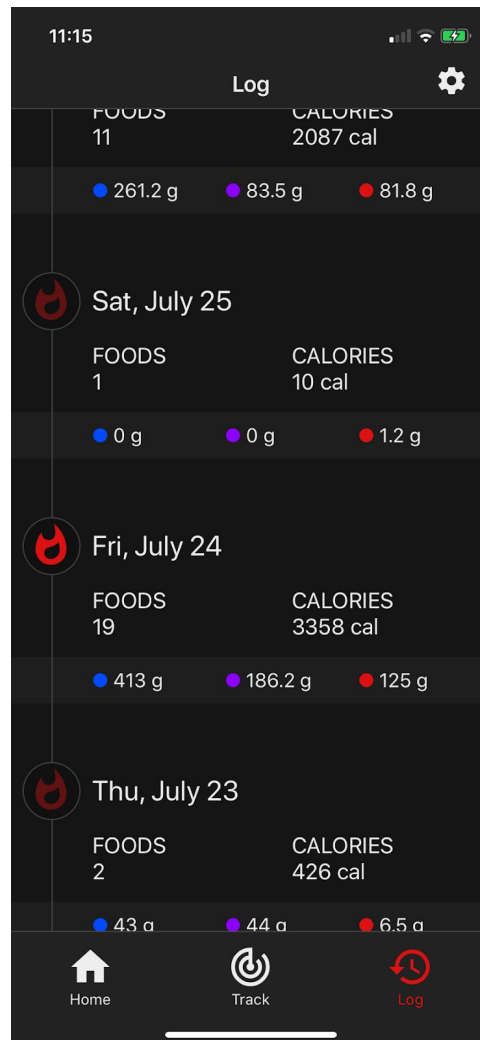 11:15
Log
FOODS CALORIES
11 2087 cal
261.2 g 83.5 g 81.8 g
Sat, July 25
FOODS CALORIES
1 10 cal
0 g 0 g 1.2 g
Fri, July 24
FOODS CALORIES
19 3358 cal
413 g 186.2 g 125 g
Thu, July 23
FOODS CALORIES
2 426 cal
43 g 44 g 6.5 g
Home Track Log